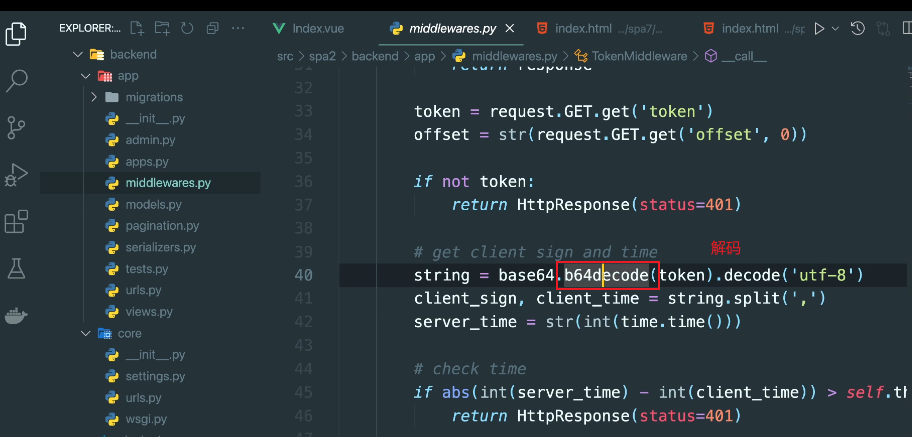 EXPLORER:...
Index.vue
middlewares.py
index.html .../spa7/...
index.html .../sp
src > spa2 > backend > app > middlewares.py > TokenMiddleware > __call__
backend
app
migrations
__init__.py
admin.py
apps.py
middlewares.py
models.py
pagination.py
serializers.py
tests.py
urls.py
views.py
core
__init__.py
settings.py
urls.py
wsgi.py
31 return response
32
33 token = request.GET.get('token')
34 offset = str(request.GET.get('offset', 0))
35
36 if not token:
37 return HttpResponse(status=401)
38
39 # get client sign and time
解码
40 string = base64.b64decode(token).decode('utf-8')
41 client_sign, client_time = string.split(',')
42 server_time = str(int(time.time()))
43
44 # check time
45 if abs(int(server_time) - int(client_time)) > self.th
46 return HttpResponse(status=401)
47